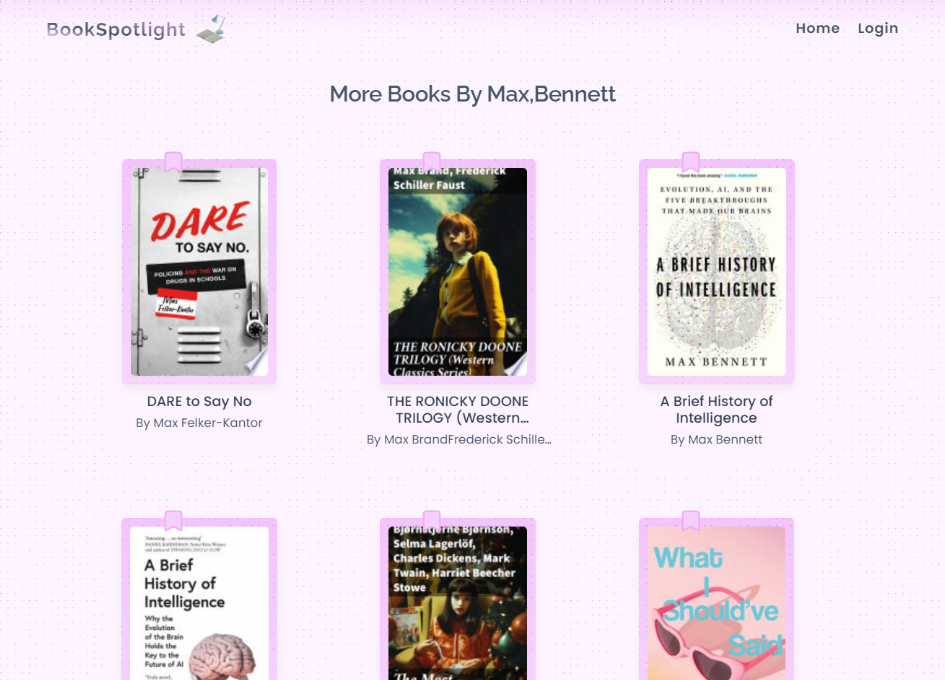 BookSpotlight
Home Login
More Books By Max,Bennett
DARE
TO SAY NO.
POLICING AND THE WAR ON
DRUGS IN SCHOOLS
Max
Felker-Kantor
DARE to Say No
By Max Felker-Kantor
Max Brand, Frederick
Schiller Faust
THE RONICKY DOONE
TRILOGY (Western
Classics Series)
THE RONICKY DOONE
TRILOGY (Western...
By Max BrandFrederick Schille...
EVOLUTION, AI, AND THE
FIVE BREAKTHROUGHS
THAT MADE OUR BRAINS
A BRIEF HISTORY
OF INTELLIGENCE
MAX BENNETT
A Brief History of
Intelligence
By Max Bennett
A Brief
History of
Intelligence
Why the
Evolution
of the Brain
Holds the
Key to the
Future of AI
Bjørnstjerne Bjørnson,
Selma Lagerlöf,
Charles Dickens, Mark
Twain, Harriet Beecher
Stowe
The Most
What
I
Should've
Said